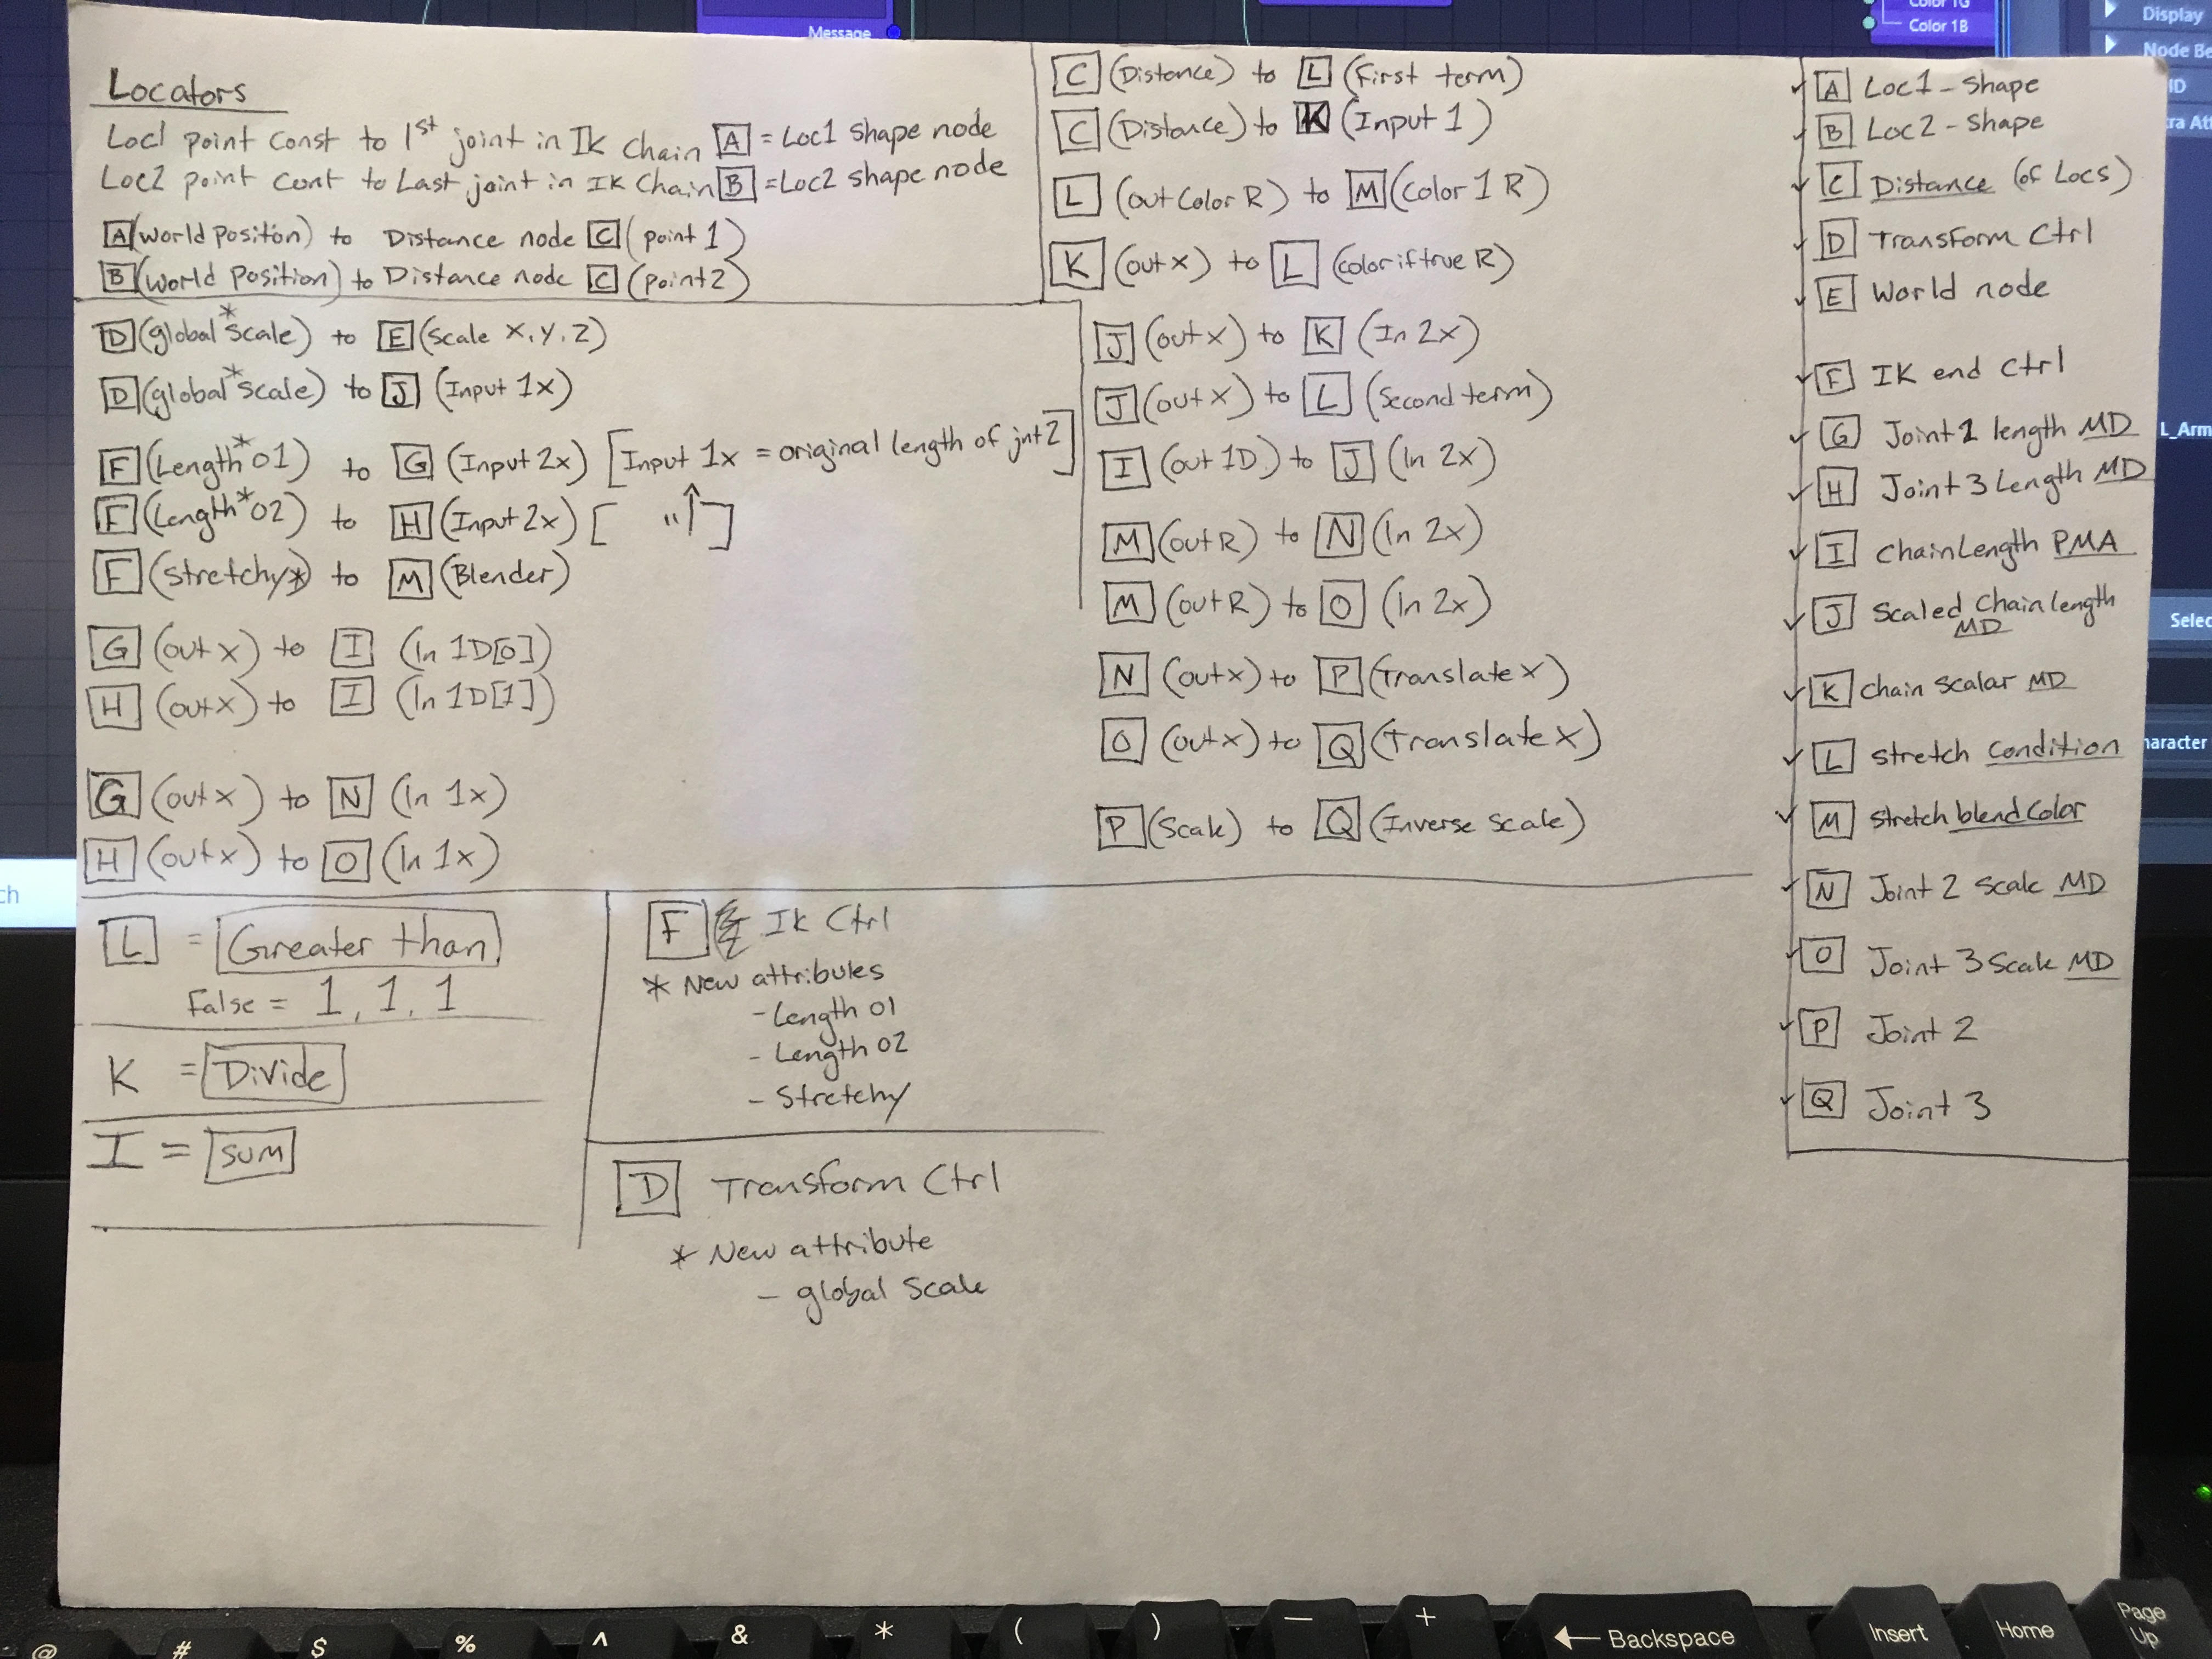 Message
Color 1G
Color 1B
Display
Node Be
ID
tra Att
L_Arm
Selec
haracter
ch
Locators
Loc1 point Const to 1st joint in IK Chain [A] = Loc1 shape node
Loc2 point Cont to Last joint in IK Chain [B] = Loc2 shape node
[A] (World Position) to Distance node [C] (point 1)
[B] (World Position) to Distance node [C] (point 2)
[D] (global* scale) to [E] (Scale X, Y, Z)
[D] (global* scale) to [J] (Input 1x)
[F] (Length* 01) to [G] (Input 2x) [Input 1x = original length of jnt 2]
[F] (Length* 02) to [H] (Input 2x) [ " ↑ ]
[F] (Stretchy*) to [M] (Blender)
[G] (out x) to [I] (In 1D[0])
[H] (out x) to [I] (In 1D[1])
[G] (out x) to [N] (In 1x)
[H] (out x) to [O] (In 1x)
[C] (Distance) to [L] (First term)
[C] (Distance) to [K] (Input 1)
[L] (out Color R) to [M] (Color 1 R)
[K] (out x) to [L] (color if true R)
[J] (out x) to [K] (In 2x)
[J] (out x) to [L] (Second term)
[I] (out 1D) to [J] (In 2x)
[M] (out R) to [N] (In 2x)
[M] (out R) to [O] (In 2x)
[N] (out x) to [P] (Translate X)
[O] (out x) to [Q] (Translate X)
[P] (Scale) to [Q] (Inverse Scale)
✓ [A] Loc1 - Shape
✓ [B] Loc2 - Shape
✓ [C] Distance (of Locs)
✓ [D] Transform Ctrl
✓ [E] World node
✓ [F] IK end Ctrl
✓ [G] Joint 2 length MD
✓ [H] Joint 3 Length MD
✓ [I] Chain Length PMA
✓ [J] Scaled Chain length
MD
✓ [K] Chain Scalar MD
✓ [L] Stretch Condition
✓ [M] Stretch blend Color
✓ [N] Joint 2 Scale MD
✓ [O] Joint 3 Scale MD
✓ [P] Joint 2
✓ [Q] Joint 3
[L] = Greater than
False = 1, 1, 1
K = Divide
I = sum
[F] IK Ctrl
* New attribules
- Length 01
- Length 02
- Stretchy
[D] Transform Ctrl
* New attribute
- global Scale
@ # $ % ^ & * ( ) — + ← Backspace Insert Home Page
Up